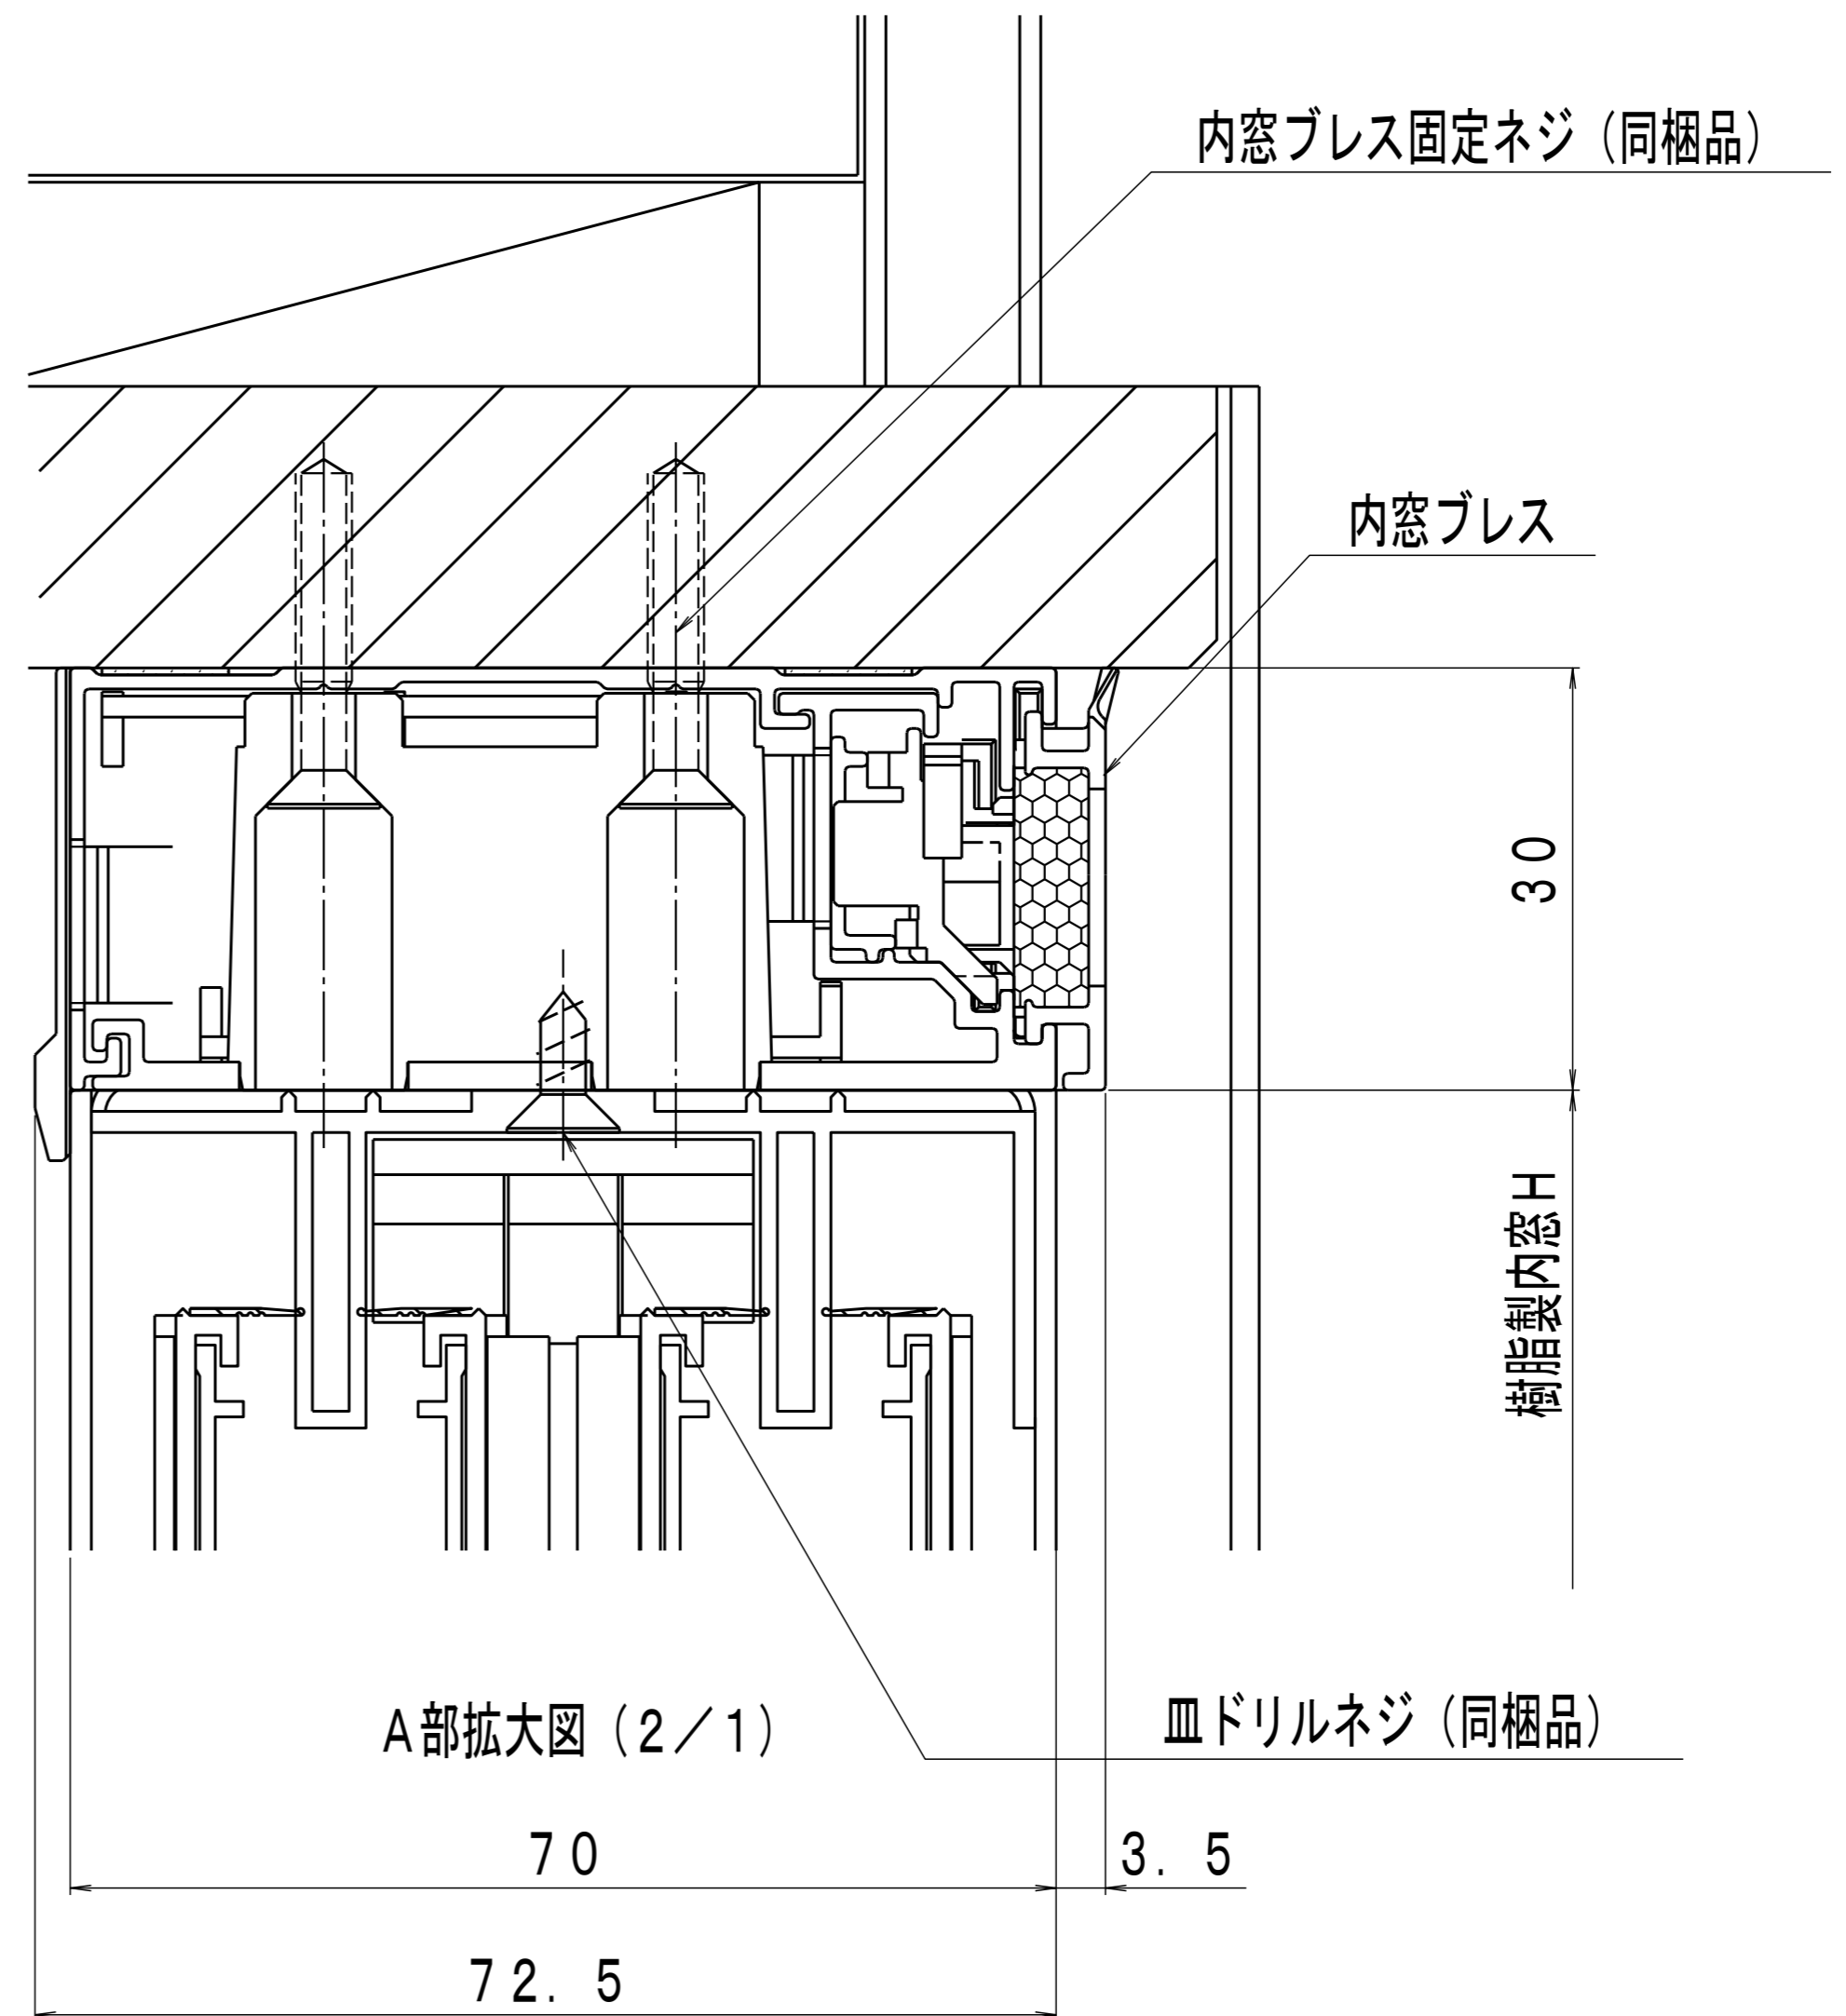 内窓ブレス固定ネジ（同梱品）
内窓ブレス
30
樹脂製内窓H
A部拡大図（2／1）
皿ドリルネジ（同梱品）
70
3.5
72.5